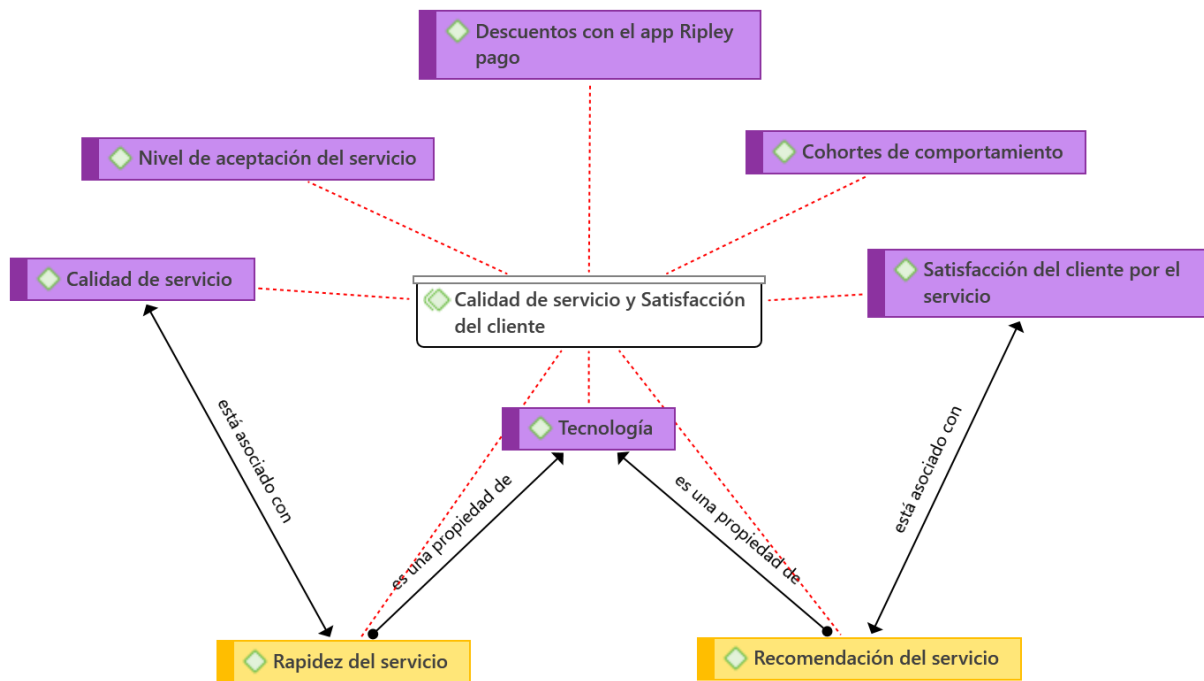 Descuentos con el app Ripley
pago
Nivel de aceptación del servicio
Cohortes de comportamiento
Calidad de servicio
Satisfacción del cliente por el
servicio
Calidad de servicio y Satisfacción
del cliente
Tecnología
está asociado con
es una propiedad de
es una propiedad de
está asociado con
Rapidez del servicio
Recomendación del servicio